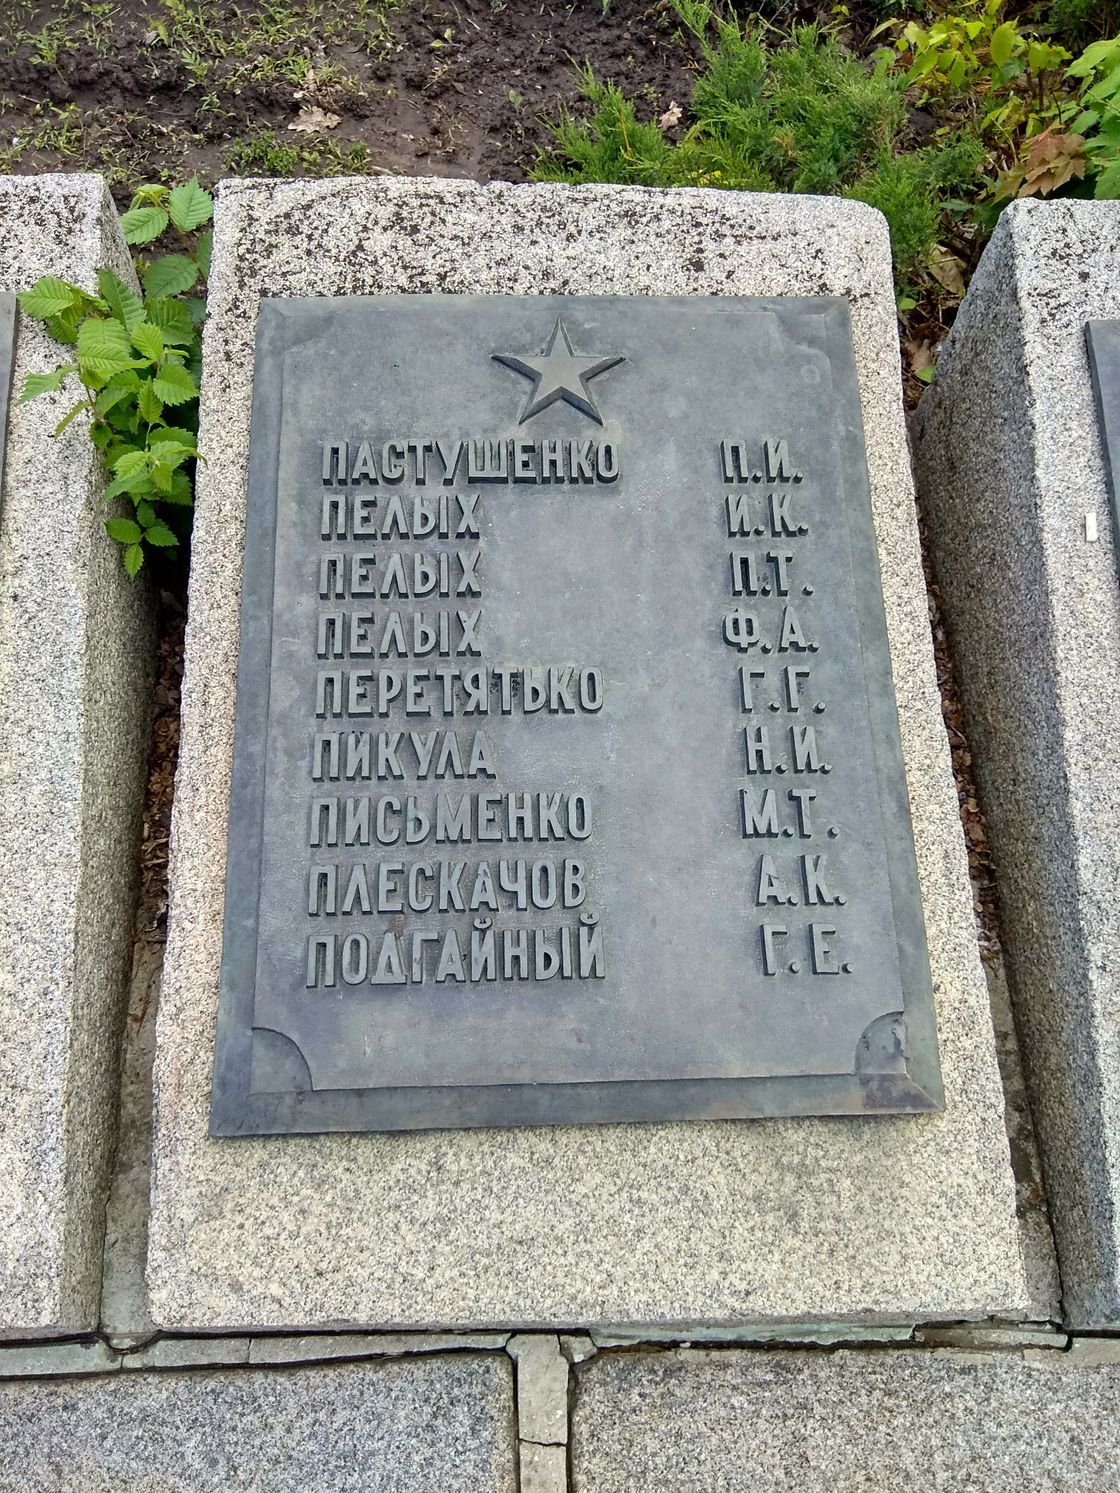 ПАСТУШЕНКО П.И.
ПЕЛЫХ И.К.
ПЕЛЫХ П.Т.
ПЕЛЫХ Ф.А.
ПЕРЕТЯТЬКО Г.Г.
ПИКУЛА Н.И.
ПИСЬМЕНКО М.Т.
ПЛЕСКАЧОВ А.К.
ПОДГАЙНЫЙ Г.Е.